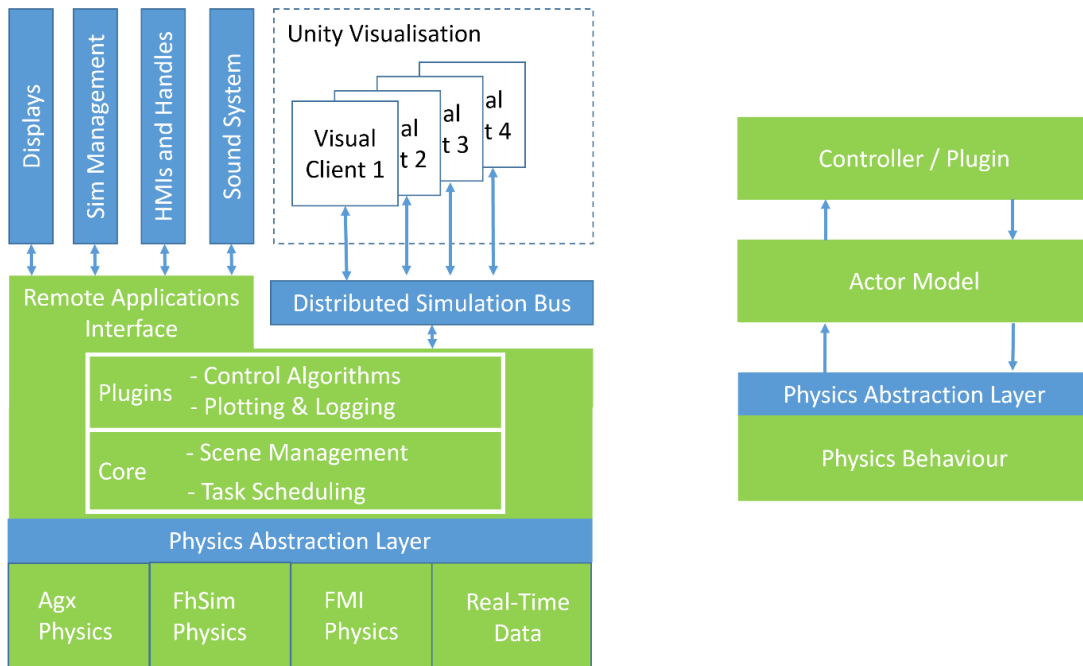 Displays
Sim Management
HMIs and Handles
Sound System
Unity Visualisation
Visual
Client 1
al
t 2
al
t 3
al
t 4
Distributed Simulation Bus
Remote Applications
Interface
Plugins
- Control Algorithms
- Plotting & Logging
Core
- Scene Management
- Task Scheduling
Physics Abstraction Layer
Agx
Physics
FhSim
Physics
FMI
Physics
Real-Time
Data
Controller / Plugin
Actor Model
Physics Abstraction Layer
Physics Behaviour